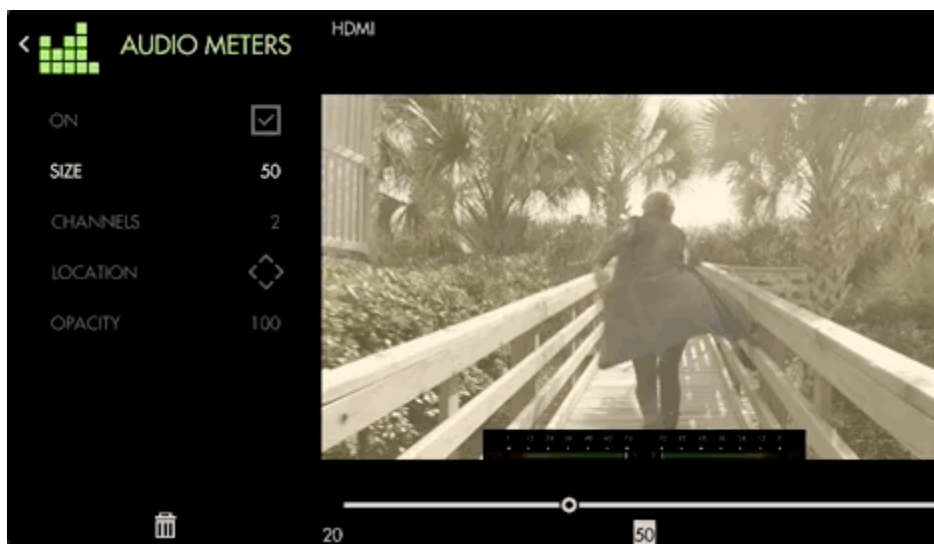 AUDIO METERS
HDMI
ON
SIZE 50
CHANNELS 2
LOCATION
OPACITY 100
20
50